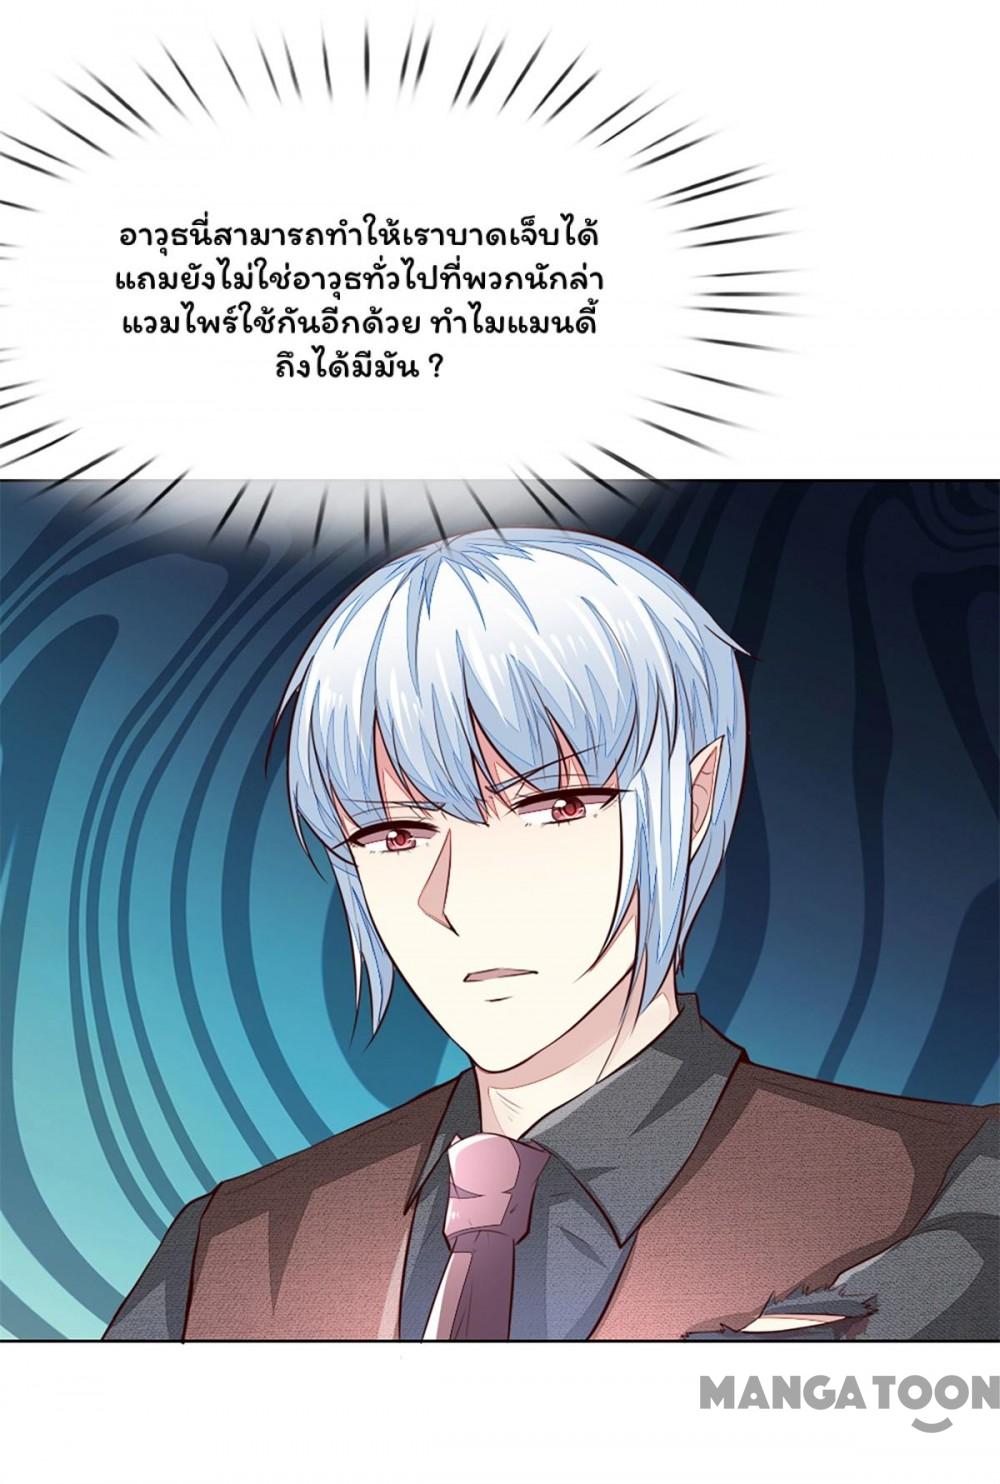 อาวุธนี่สามารถทำให้เราบาดเจ็บได้
แถมยังไม่ใช่อาวุธทั่วไปที่พวกนักล่า
แวมไพร์ใช้กันอีกด้วย ทำไมแมนดี้
ถึงได้มีมัน ?
MANGATOON